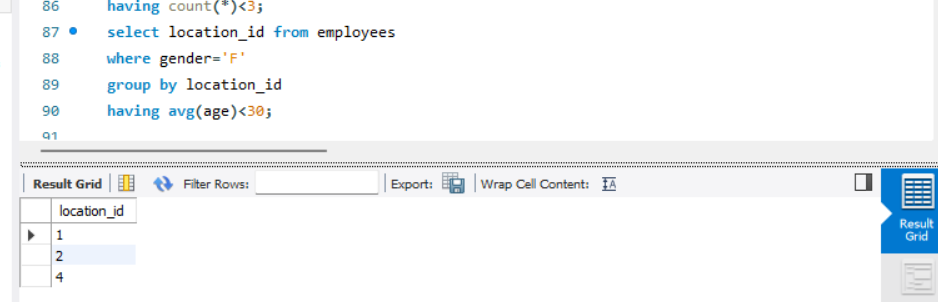 86 having count(*)<3;
87 select location_id from employees
88 where gender='F'
89 group by location_id
90 having avg(age)<30;
91
Result Grid Filter Rows: Export: Wrap Cell Content: IA
location_id
1
2
4
Result
Grid